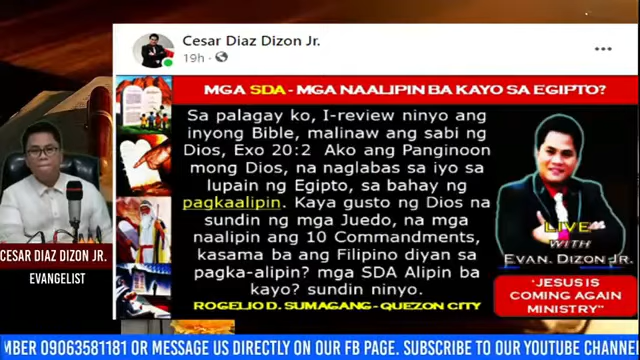 Cesar Diaz Dizon Jr.
19h
MGA SDA - MGA NAALIPIN BA KAYO SA EGIPTO?
Sa palagay ko, I-review ninyo ang
inyong Bible, malinaw ang sabi ng
Dios, Exo 20:2 Ako ang Panginoon
mong Dios, na naglabas sa iyo sa
lupain ng Egipto, sa bahay ng
pagkaalipin. Kaya gusto ng Dios na
sundin ng mga Juedo, na mga
naalipin ang 10 Commandments,
kasama ba ang Filipino diyan sa
pagka-alipin? mga SDA Alipin ba
kayo? sundin ninyo.
ROGELIO D. SUMAGANG - QUEZON CITY
LIVE
WITH
EVAN. DIZON JR.
"JESUS IS
COMING AGAIN
MINISTRY"
CESAR DIAZ DIZON JR.
EVANGELIST
MBER 09063581181 OR MESSAGE US DIRECTLY ON OUR FB PAGE. SUBSCRIBE TO OUR YOUTUBE CHANNEL